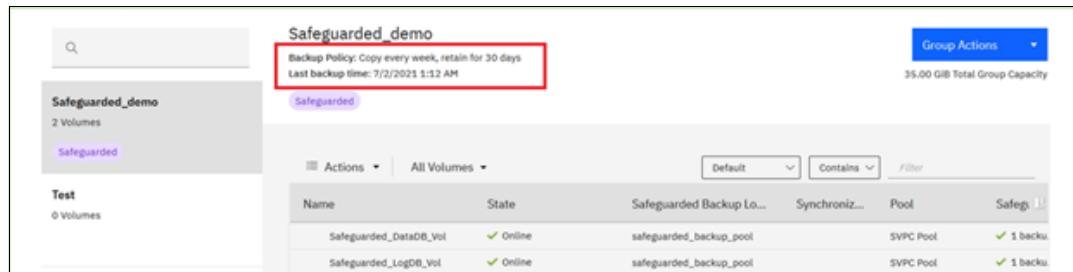 Safeguarded_demo
Backup Policy: Copy every week, retain for 30 days
Last backup time: 7/2/2021 1:12 AM
Safeguarded
Group Actions
35.00 GiB Total Group Capacity
Safeguarded_demo
2 Volumes
Safeguarded
Test
0 Volumes
Actions All Volumes Default Contains Filter
Name State Safeguarded Backup Lo... Synchroniz... Pool Safegu
Safeguarded_DataDB_Vol Online safeguarded_backup_pool SVPC Pool 1 backu
Safeguarded_LogDB_Vol Online safeguarded_backup_pool SVPC Pool 1 backu